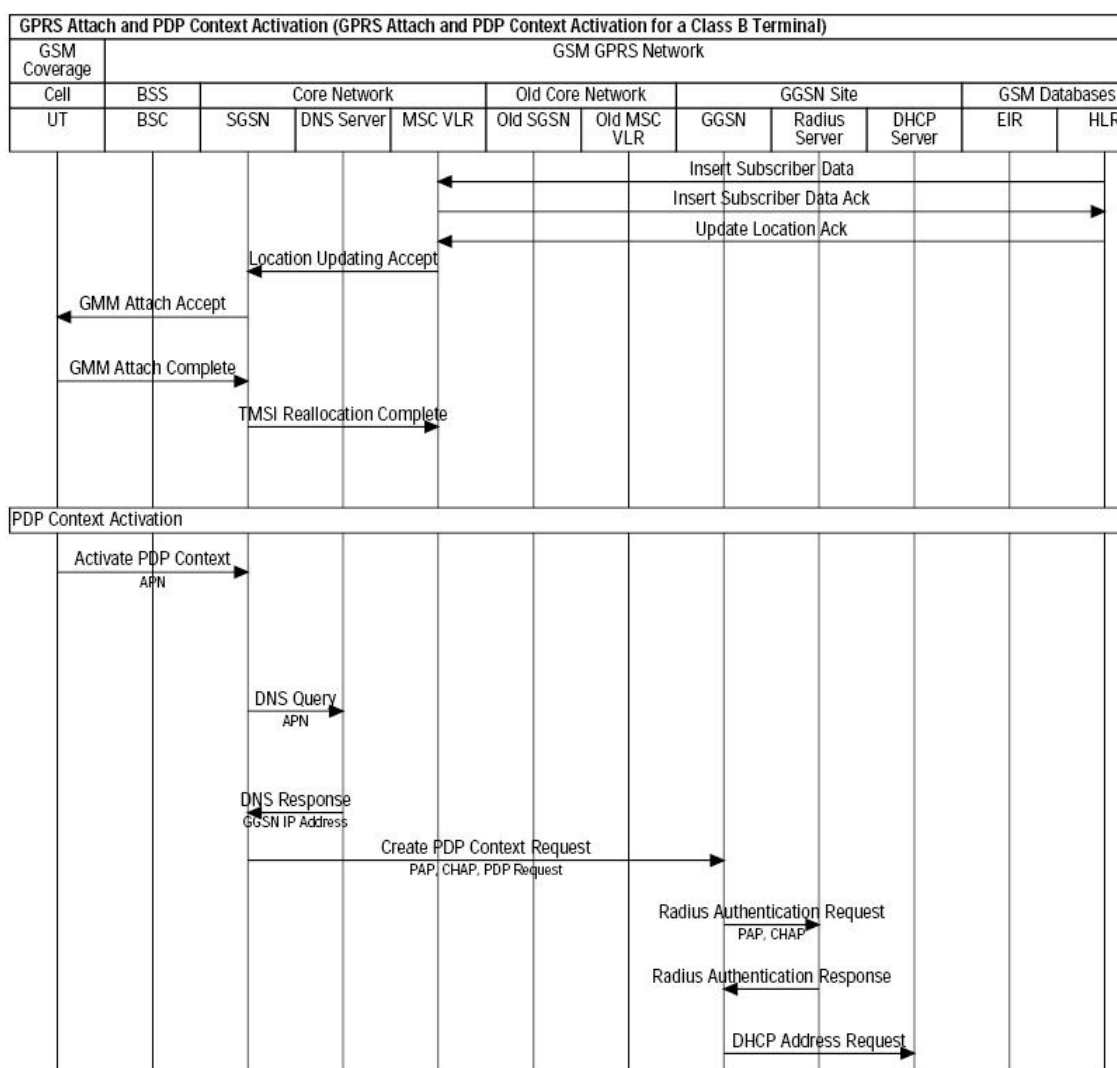 GPRS Attach and PDP Context Activation (GPRS Attach and PDP Context Activation for a Class B Terminal)
GSM Coverage
GSM GPRS Network
Cell
BSS
Core Network
Old Core Network
GGSN Site
GSM Databases
UT
BSC
SGSN
DNS Server
MSC VLR
Old SGSN
Old MSC VLR
GGSN
Radius Server
DHCP Server
EIR
HLR
Insert Subscriber Data
Insert Subscriber Data Ack
Update Location Ack
Location Updating Accept
GMM Attach Accept
GMM Attach Complete
TMSI Reallocation Complete
PDP Context Activation
Activate PDP Context
APN
DNS Query
APN
DNS Response
GGSN IP Address
Create PDP Context Request
PAP, CHAP, PDP Request
Radius Authentication Request
PAP, CHAP
Radius Authentication Response
DHCP Address Request